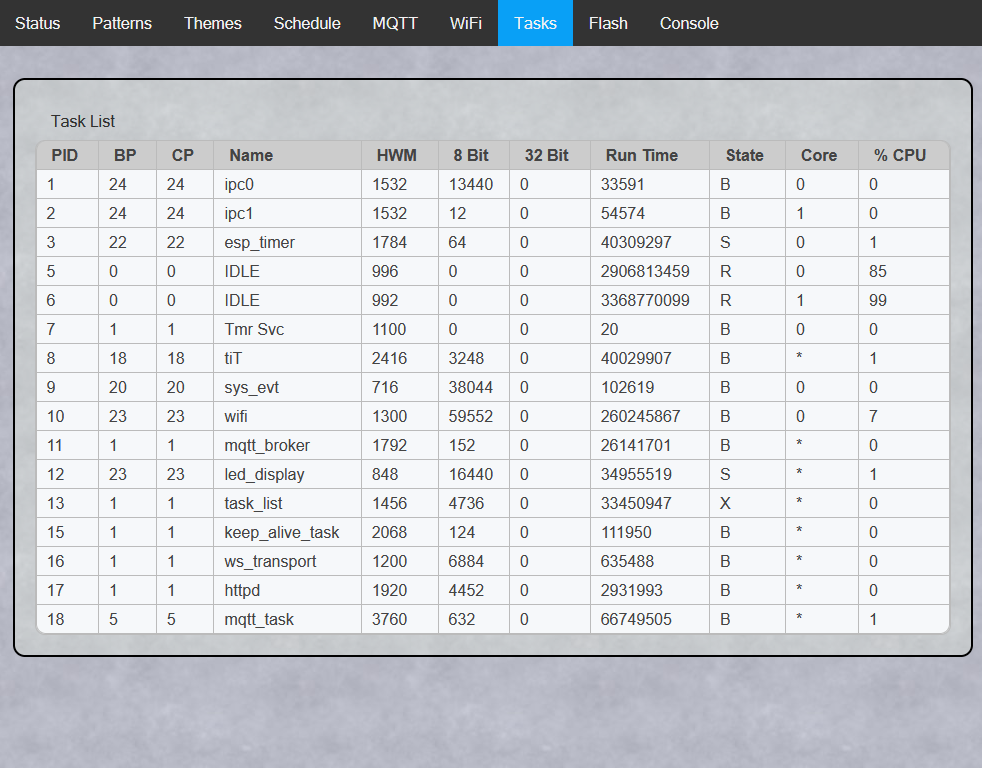 Status Patterns Themes Schedule MQTT WiFi Tasks Flash Console
Task List
PID BP CP Name HWM 8 Bit 32 Bit Run Time State Core % CPU
1 24 24 ipc0 1532 13440 0 33591 B 0 0
2 24 24 ipc1 1532 12 0 54574 B 1 0
3 22 22 esp_timer 1784 64 0 40309297 S 0 1
5 0 0 IDLE 996 0 0 2906813459 R 0 85
6 0 0 IDLE 992 0 0 3368770099 R 1 99
7 1 1 Tmr Svc 1100 0 0 20 B 0 0
8 18 18 tiT 2416 3248 0 40029907 B * 1
9 20 20 sys_evt 716 38044 0 102619 B 0 0
10 23 23 wifi 1300 59552 0 260245867 B 0 7
11 1 1 mqtt_broker 1792 152 0 26141701 B * 0
12 23 23 led_display 848 16440 0 34955519 S * 1
13 1 1 task_list 1456 4736 0 33450947 X * 0
15 1 1 keep_alive_task 2068 124 0 111950 B * 0
16 1 1 ws_transport 1200 6884 0 635488 B * 0
17 1 1 httpd 1920 4452 0 2931993 B * 0
18 5 5 mqtt_task 3760 632 0 66749505 B * 1